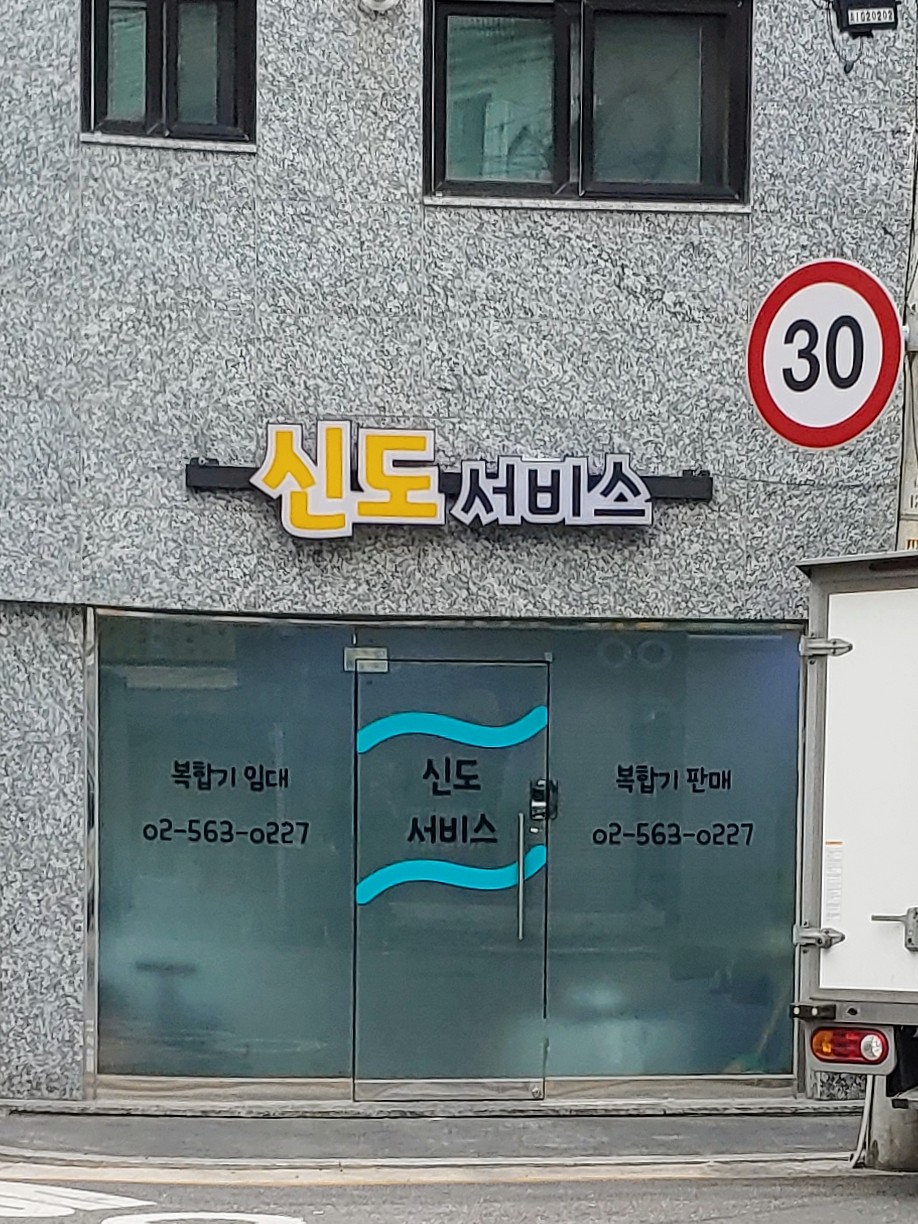 A1020202
30
신도 서비스
복합기 임대
02-563-0227
신도
서비스
복합기 판매
02-563-0227